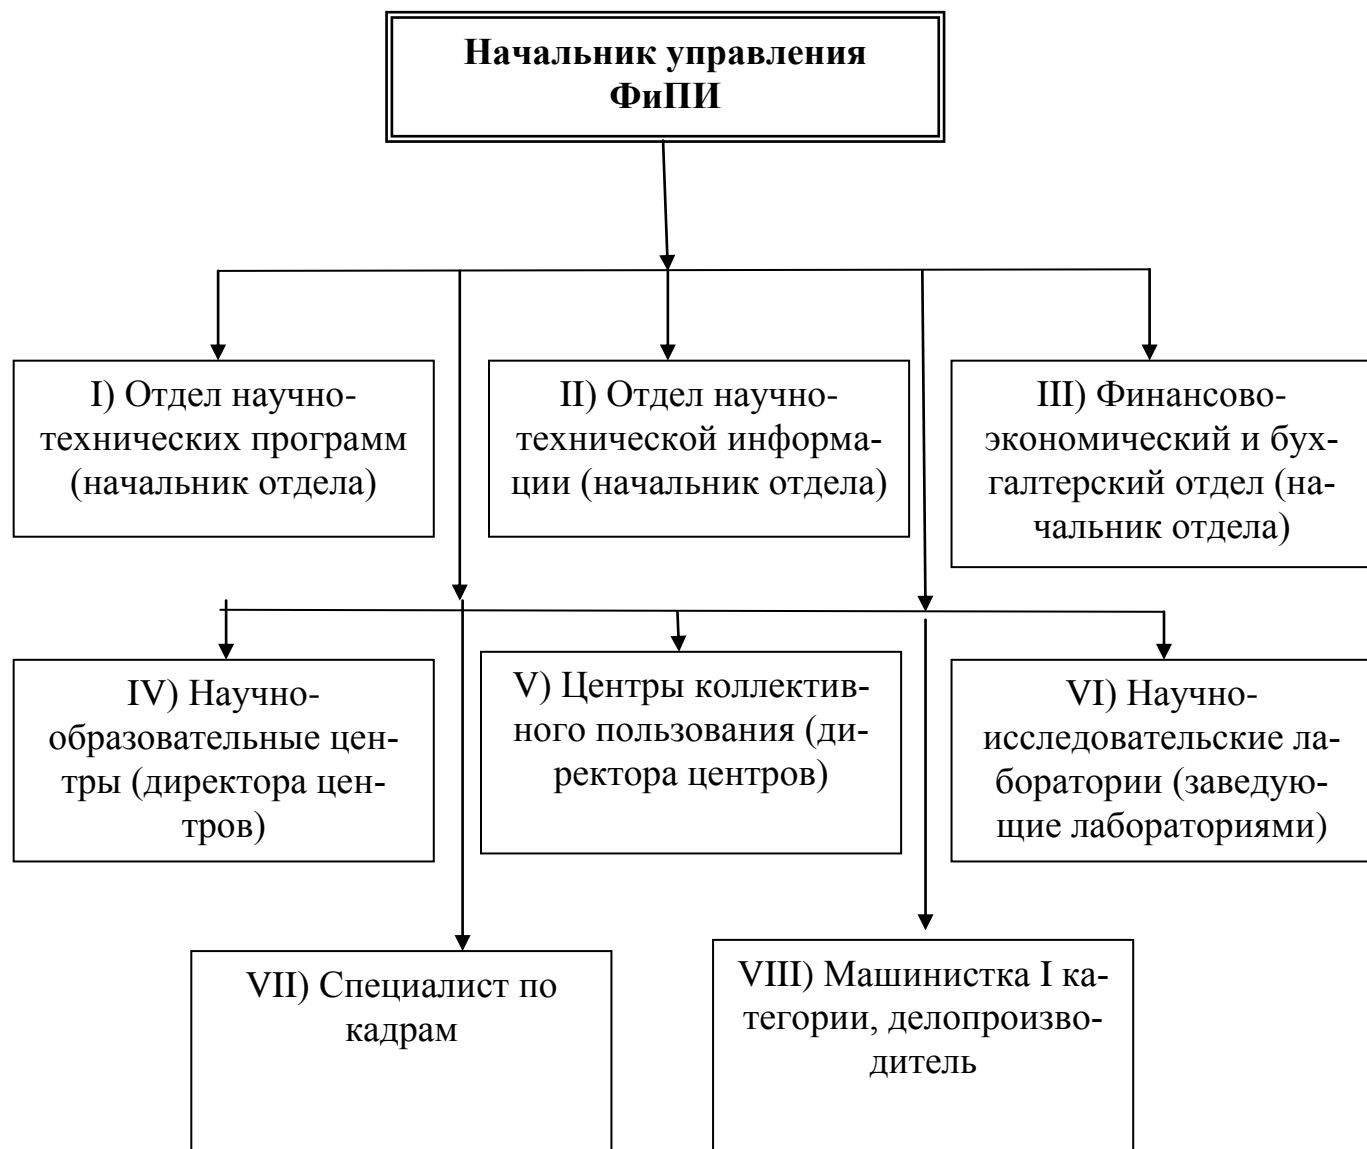 Начальник управления
ФиПИ
I) Отдел научно-
технических программ
(начальник отдела)
II) Отдел научно-
технической информа-
ции (начальник отдела)
III) Финансово-
экономический и бух-
галтерский отдел (на-
чальник отдела)
IV) Научно-
образовательные цен-
тры (директора цен-
тров)
V) Центры коллектив-
ного пользования (ди-
ректора центров)
VI) Научно-
исследовательские ла-
боратории (заведую-
щие лабораториями)
VII) Специалист по
кадрам
VIII) Машинистка I ка-
тегории, делопроизво-
дитель